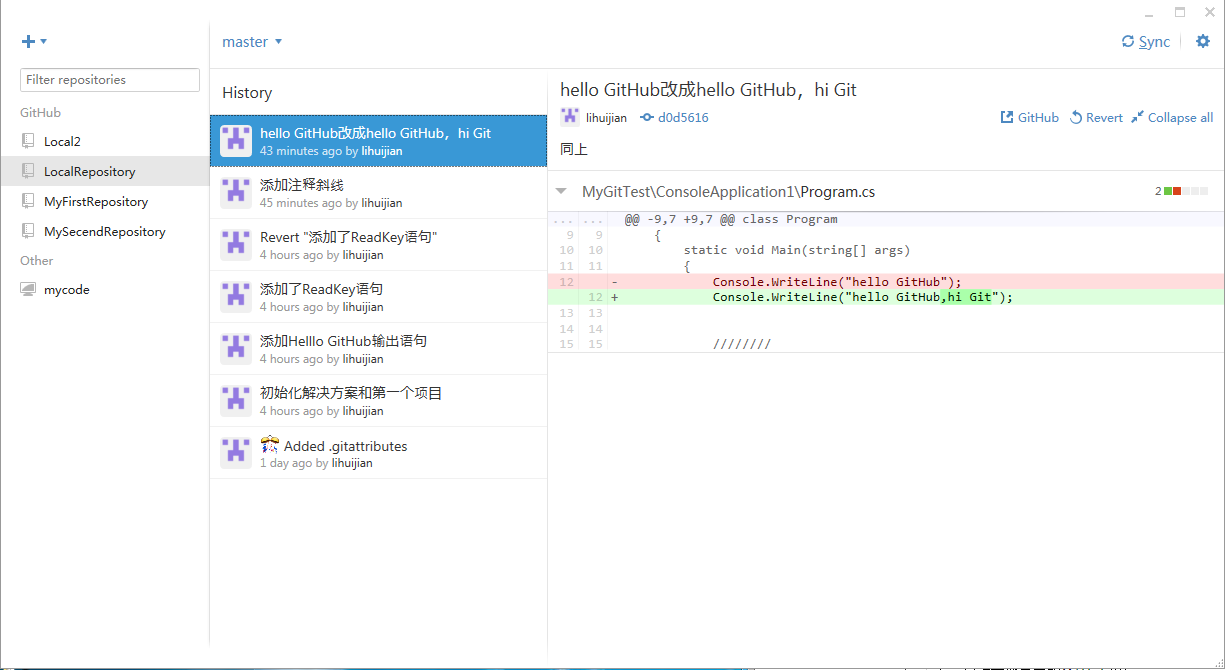 master
Sync
Filter repositories
GitHub
Local2
LocalRepository
MyFirstRepository
MySecendRepository
Other
mycode
History
hello GitHub改成hello GitHub，hi Git
43 minutes ago by lihuijian
添加注释斜线
45 minutes ago by lihuijian
Revert "添加了ReadKey语句"
4 hours ago by lihuijian
添加了ReadKey语句
4 hours ago by lihuijian
添加Helllo GitHub输出语句
4 hours ago by lihuijian
初始化解决方案和第一个项目
4 hours ago by lihuijian
Added .gitattributes
1 day ago by lihuijian
hello GitHub改成hello GitHub，hi Git
lihuijian d0d5616 GitHub Revert Collapse all
同上
MyGitTest\ConsoleApplication1\Program.cs 2
... ... @@ -9,7 +9,7 @@ class Program
9 9 {
10 10 static void Main(string[] args)
11 11 {
12 - Console.WriteLine("hello GitHub");
12 + Console.WriteLine("hello GitHub,hi Git");
13 13
14 14
15 15 ////////